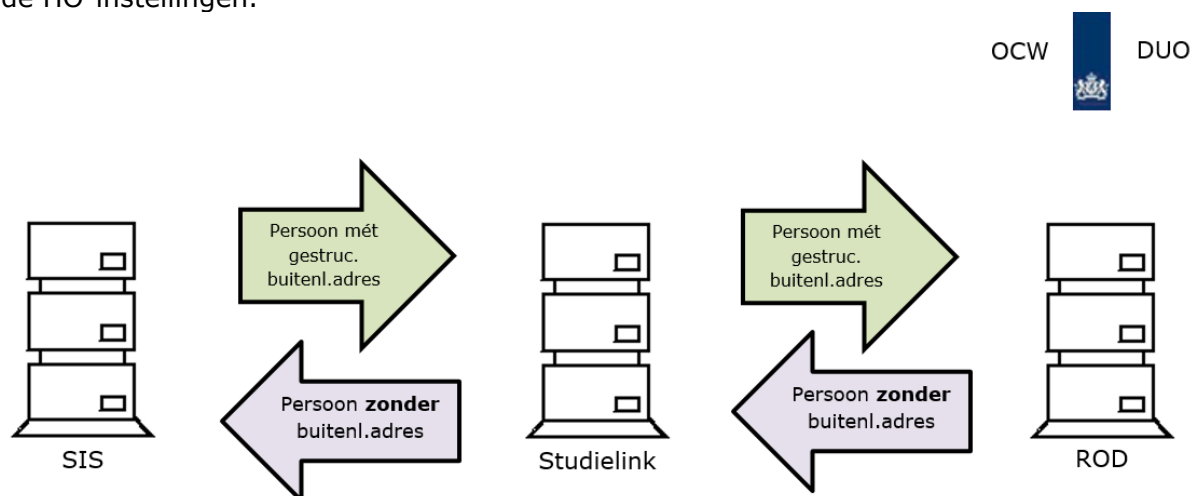 de HO-instellingen.
OCW DUO
Persoon mét
gestruc.
buitenl.adres
Persoon mét
gestruc.
buitenl.adres
Persoon zonder
buitenl.adres
Persoon zonder
buitenl.adres
SIS
Studielink
ROD